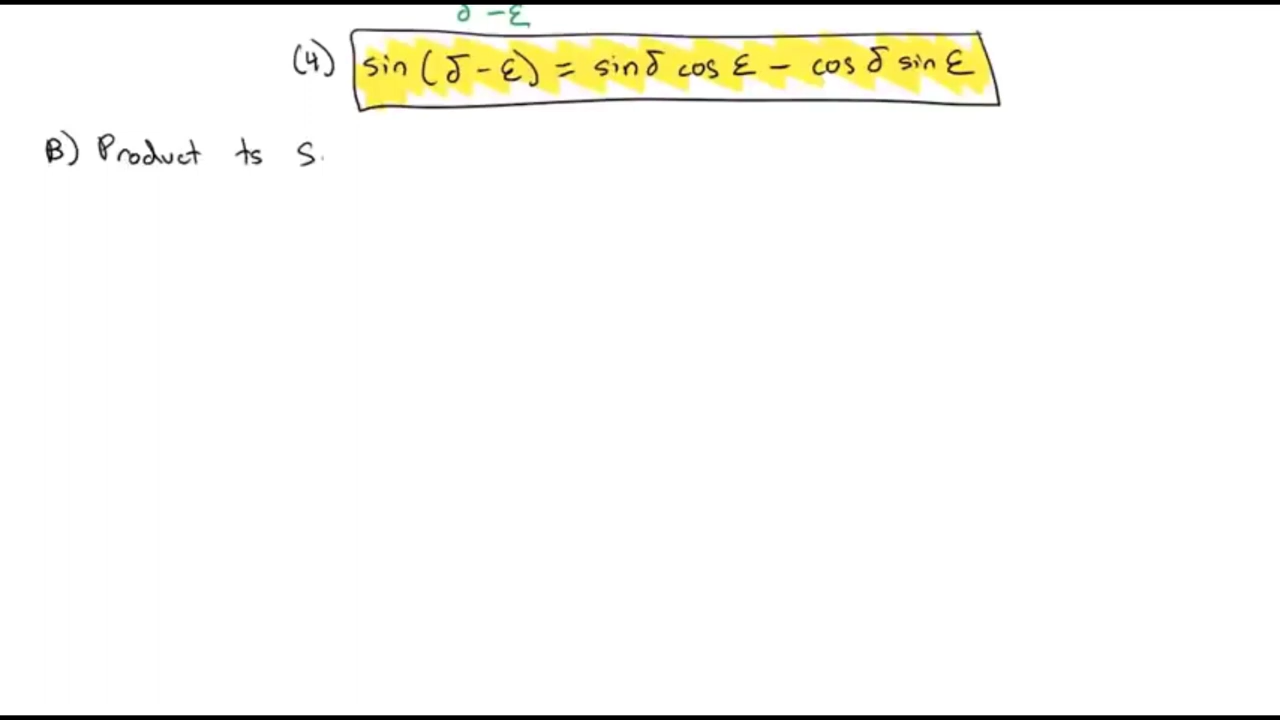 δ - ε
(4) sin (δ - ε) = sin δ cos ε - cos δ sin ε
B) Product to S